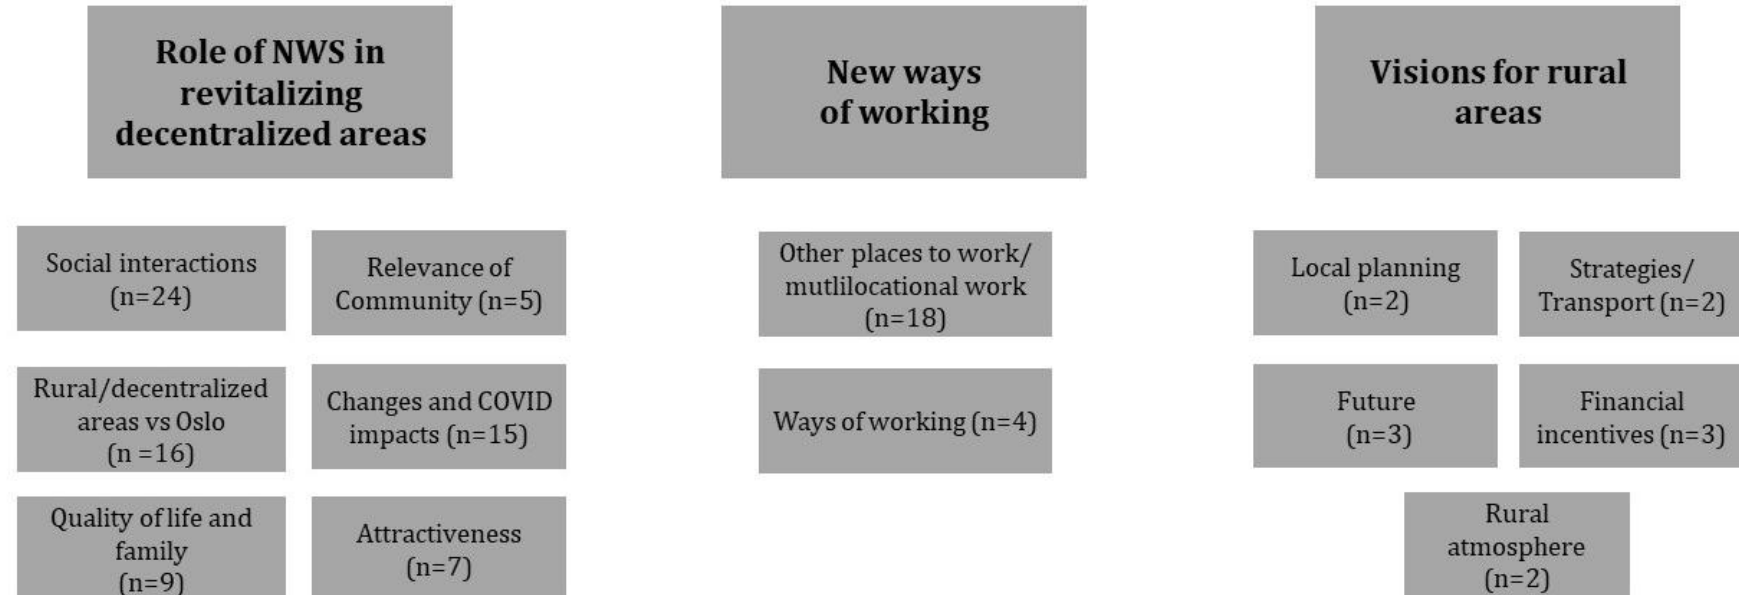 Role of NWS in
revitalizing
decentralized areas
New ways
of working
Visions for rural
areas
Social interactions
(n=24)
Relevance of
Community (n=5)
Other places to work/
mutlilocational work
(n=18)
Local planning
(n=2)
Strategies/
Transport (n=2)
Rural/decentralized
areas vs Oslo
(n =16)
Changes and COVID
impacts (n=15)
Ways of working (n=4)
Future
(n=3)
Financial
incentives (n=3)
Quality of life and
family
(n=9)
Attractiveness
(n=7)
Rural
atmosphere
(n=2)